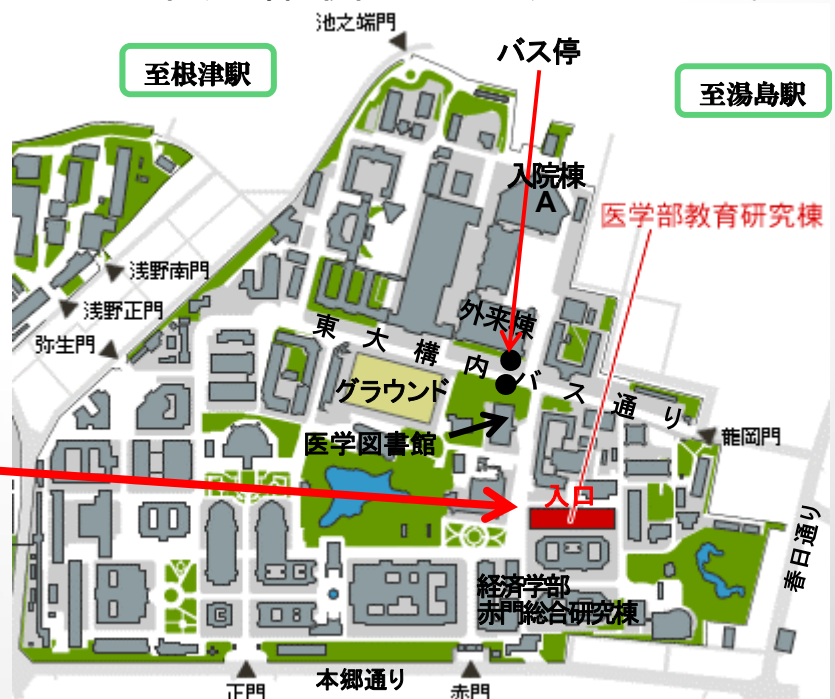 池之端門
バス停
至根津駅
至湯島駅
入院棟
A
医学部教育研究棟
浅野南門
浅野正門
弥生門
外来棟
東大構内バス通り
グラウンド
医学図書館
龍岡門
入口
春日通り
経済学部
赤門総合研究棟
本郷通り
正門
赤門